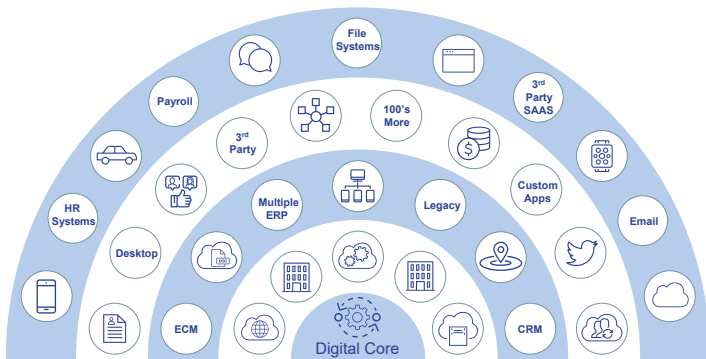 File
Systems
Payroll
3rd
Party
SAAS
100's
More
3rd
Party
HR
Systems
Multiple
ERP
Legacy
Custom
Apps
Email
Desktop
ECM
CRM
Digital Core